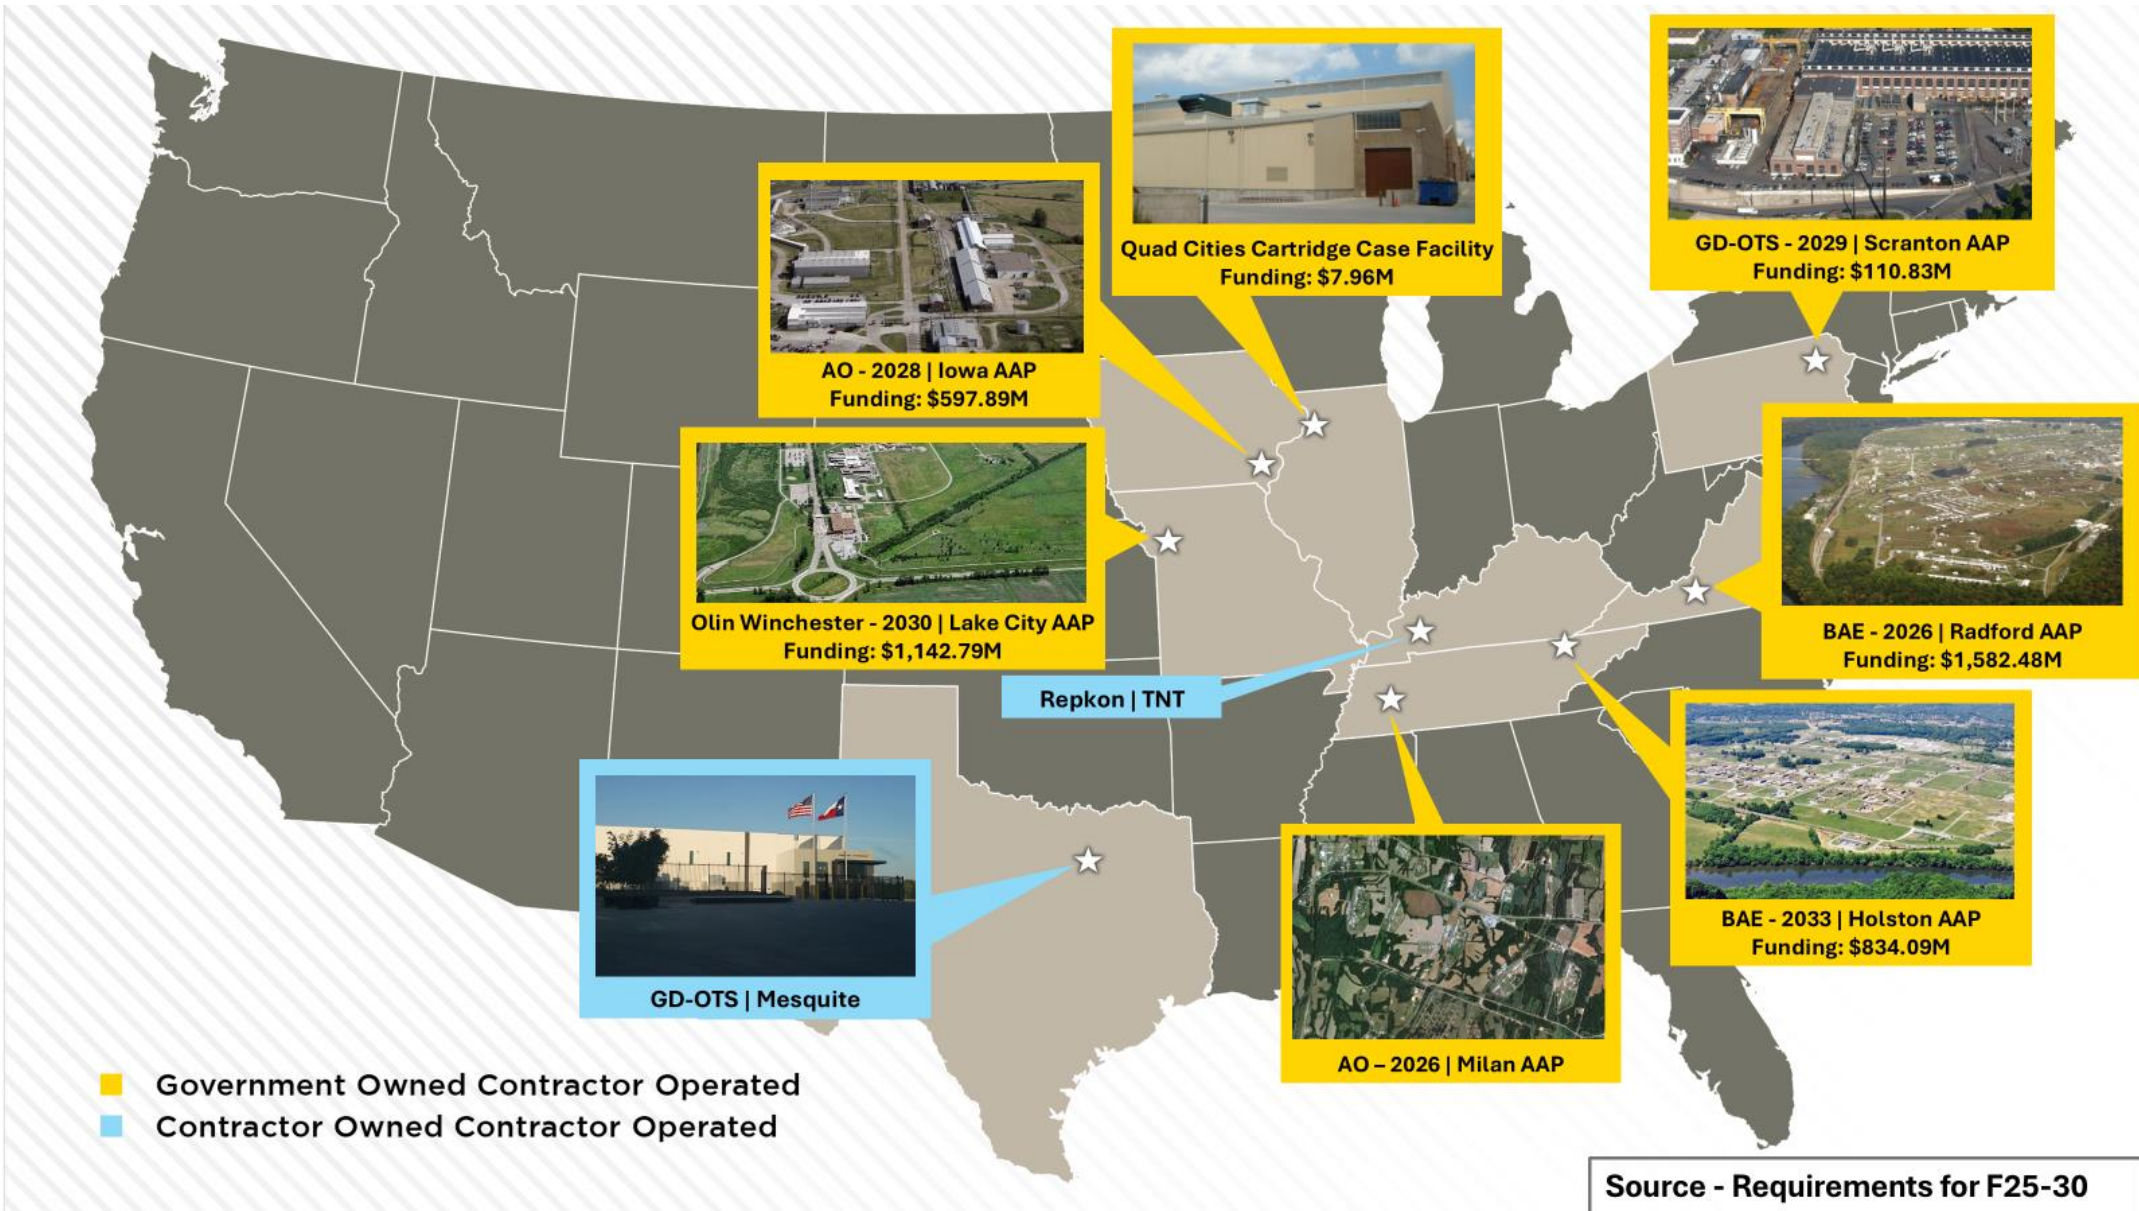 Quad Cities Cartridge Case Facility
Funding: $7.96M
GD-OTS - 2029 | Scranton AAP
Funding: $110.83M
AO - 2028 | Iowa AAP
Funding: $597.89M
Olin Winchester - 2030 | Lake City AAP
Funding: $1,142.79M
BAE - 2026 | Radford AAP
Funding: $1,582.48M
Repkon | TNT
BAE - 2033 | Holston AAP
Funding: $834.09M
GD-OTS | Mesquite
AO – 2026 | Milan AAP
Government Owned Contractor Operated
Contractor Owned Contractor Operated
Source - Requirements for F25-30